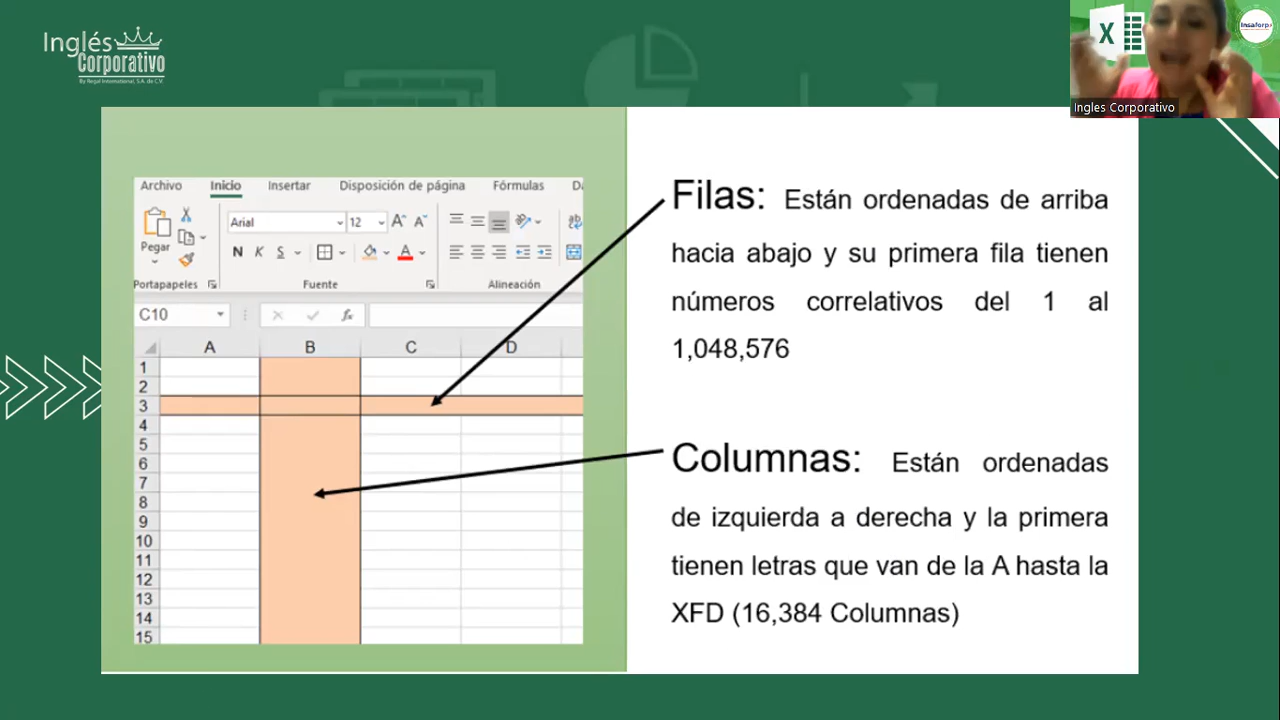 Inglés
Corporativo
By Regal International, S.A. de C.V.
X
Insaforp
Ingles Corporativo
Archivo Inicio Insertar Disposición de página Fórmulas Da
Arial 12
Pegar
N K S
Portapapeles Fuente Alineación
C10 fx
A B C D
1
2
3
4
5
6
7
8
9
10
11
12
13
14
15
Filas: Están ordenadas de arriba
hacia abajo y su primera fila tienen
números correlativos del 1 al
1,048,576
Columnas: Están ordenadas
de izquierda a derecha y la primera
tienen letras que van de la A hasta la
XFD (16,384 Columnas)